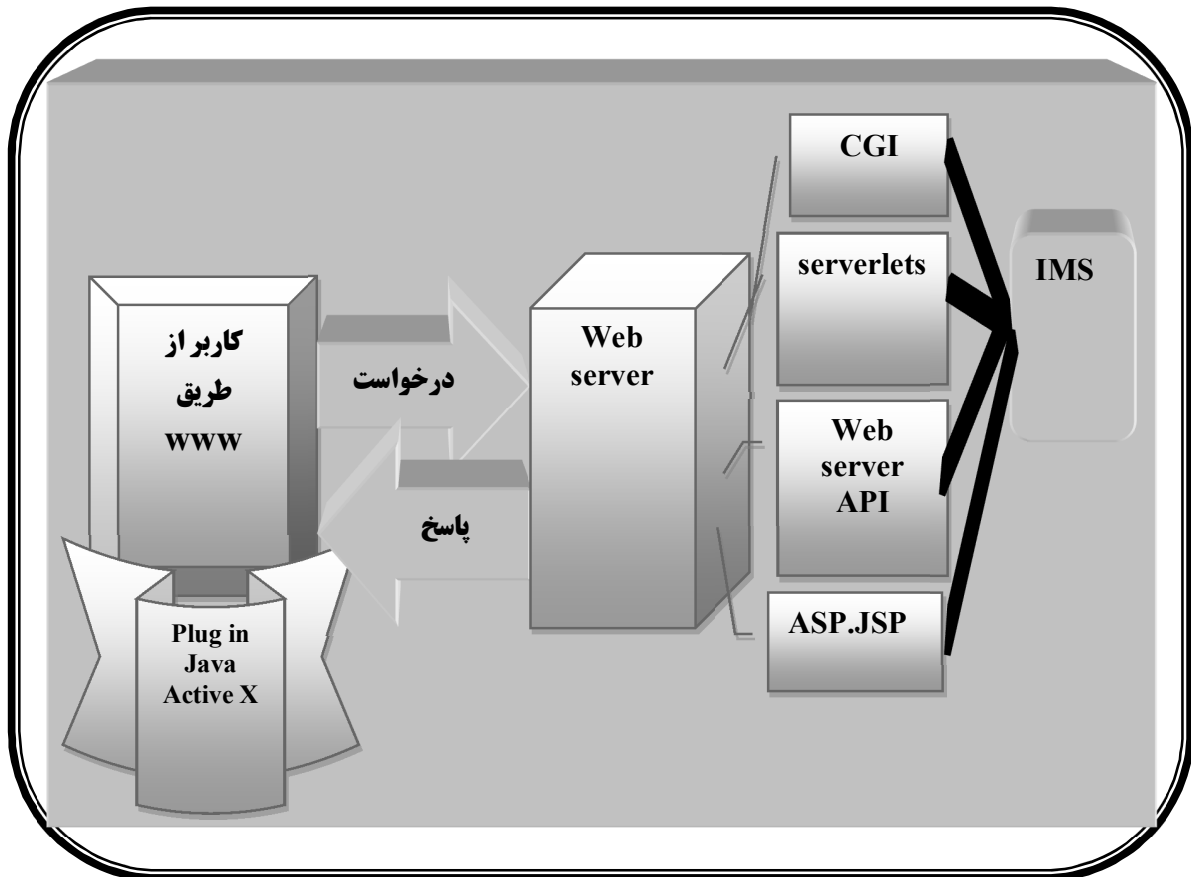 کاربر از
طریق
www
درخواست
پاسخ
Plug in
Java
Active X
Web
server
CGI
serverlets
Web
server
API
ASP.JSP
IMS